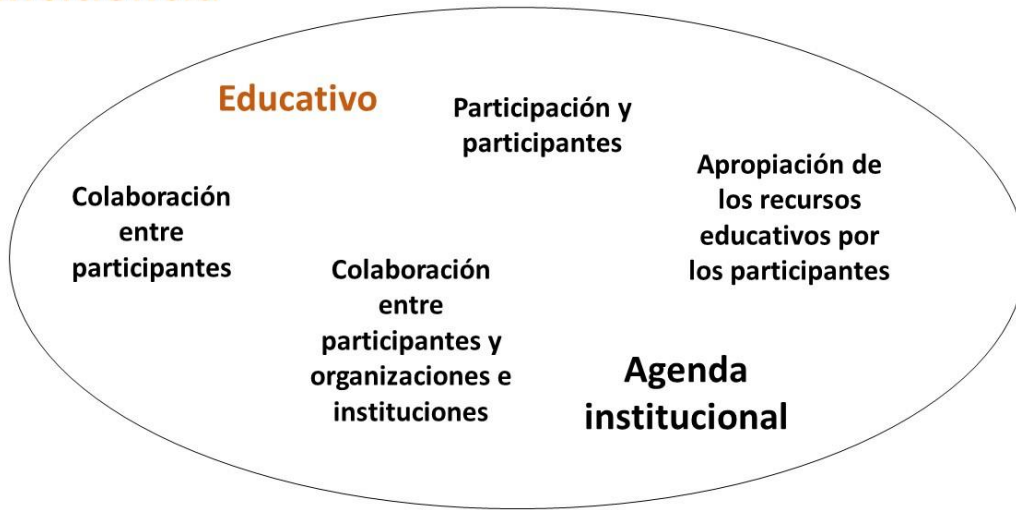 Educativo
Participación y
participantes
Apropiación de
los recursos
educativos por
los participantes
Colaboración
entre
participantes
Colaboración
entre
participantes y
organizaciones e
instituciones
Agenda
institucional